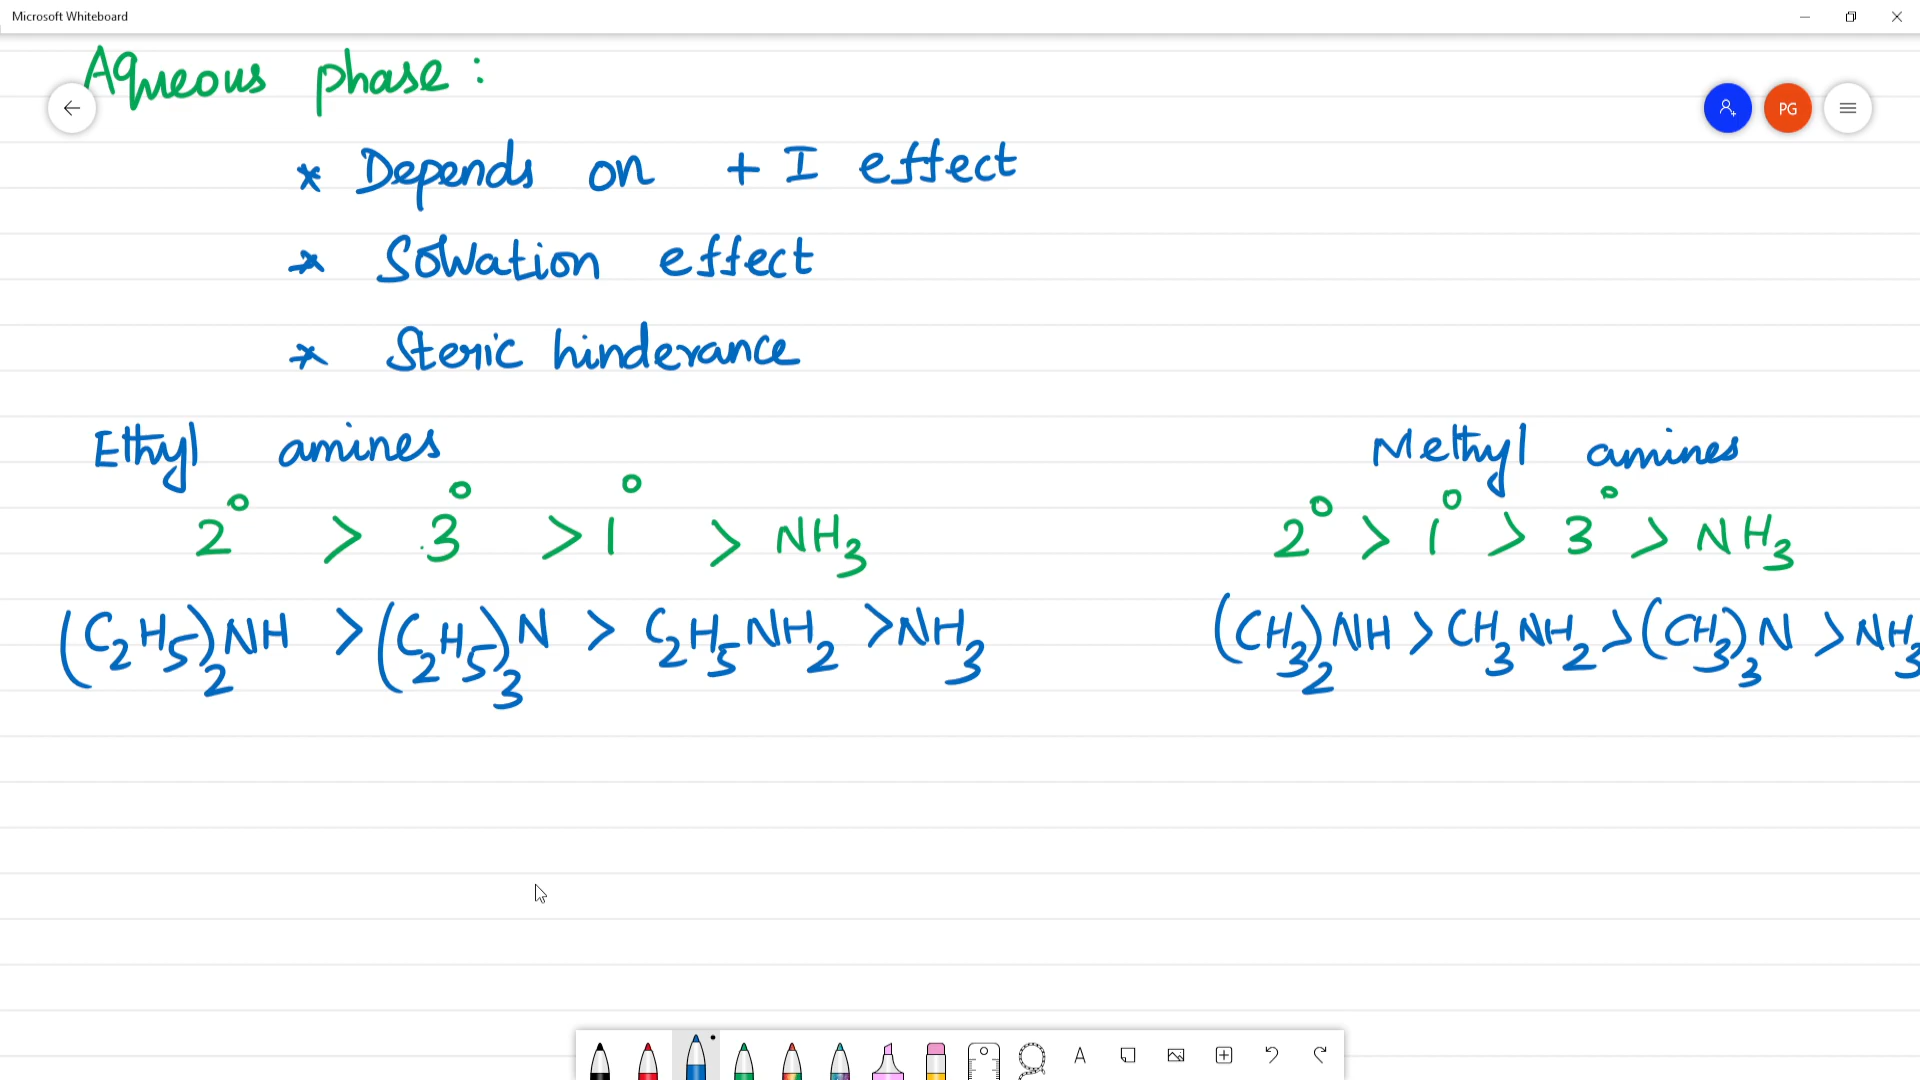 Microsoft Whiteboard
Aqueous phase :
PG
* Depends on + I effect
* Solvation effect
* Steric hinderance
Ethyl amines
Methyl amines
2° > 3° > 1° > NH₃
2° > 1° > 3° > NH₃
(C₂H₅)₂NH > (C₂H₅)₃N > C₂H₅NH₂ > NH₃
(CH₃)₂NH > CH₃NH₂ > (CH₃)₃N > NH₃
A